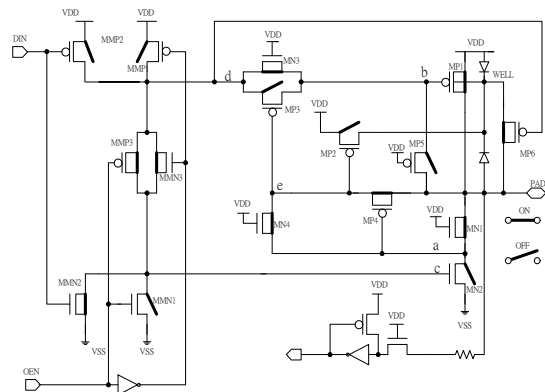 VDD VDD VDD
DIN MMP2 VDD
MMP1 d MN3 b MP1 WELL
MP3 VDD
MMP3 MMN3 MP2 VDD MP5 MP6
e PAD
VDD MN4 MP4 VDD MN1 ON
a
c OFF
MMN2 MMN1 MN2
VDD VSS
VSS VSS VDD
OEN